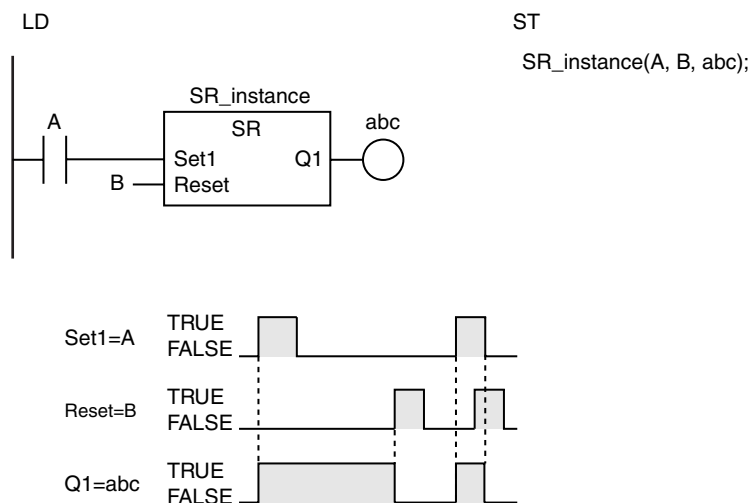 LD
ST
SR_instance(A, B, abc);
SR_instance
A
SR
abc
Set1
Q1
B
Reset
Set1=A
TRUE
FALSE
Reset=B
TRUE
FALSE
Q1=abc
TRUE
FALSE